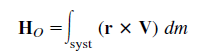 H_O = ∫_syst (r × V) dm